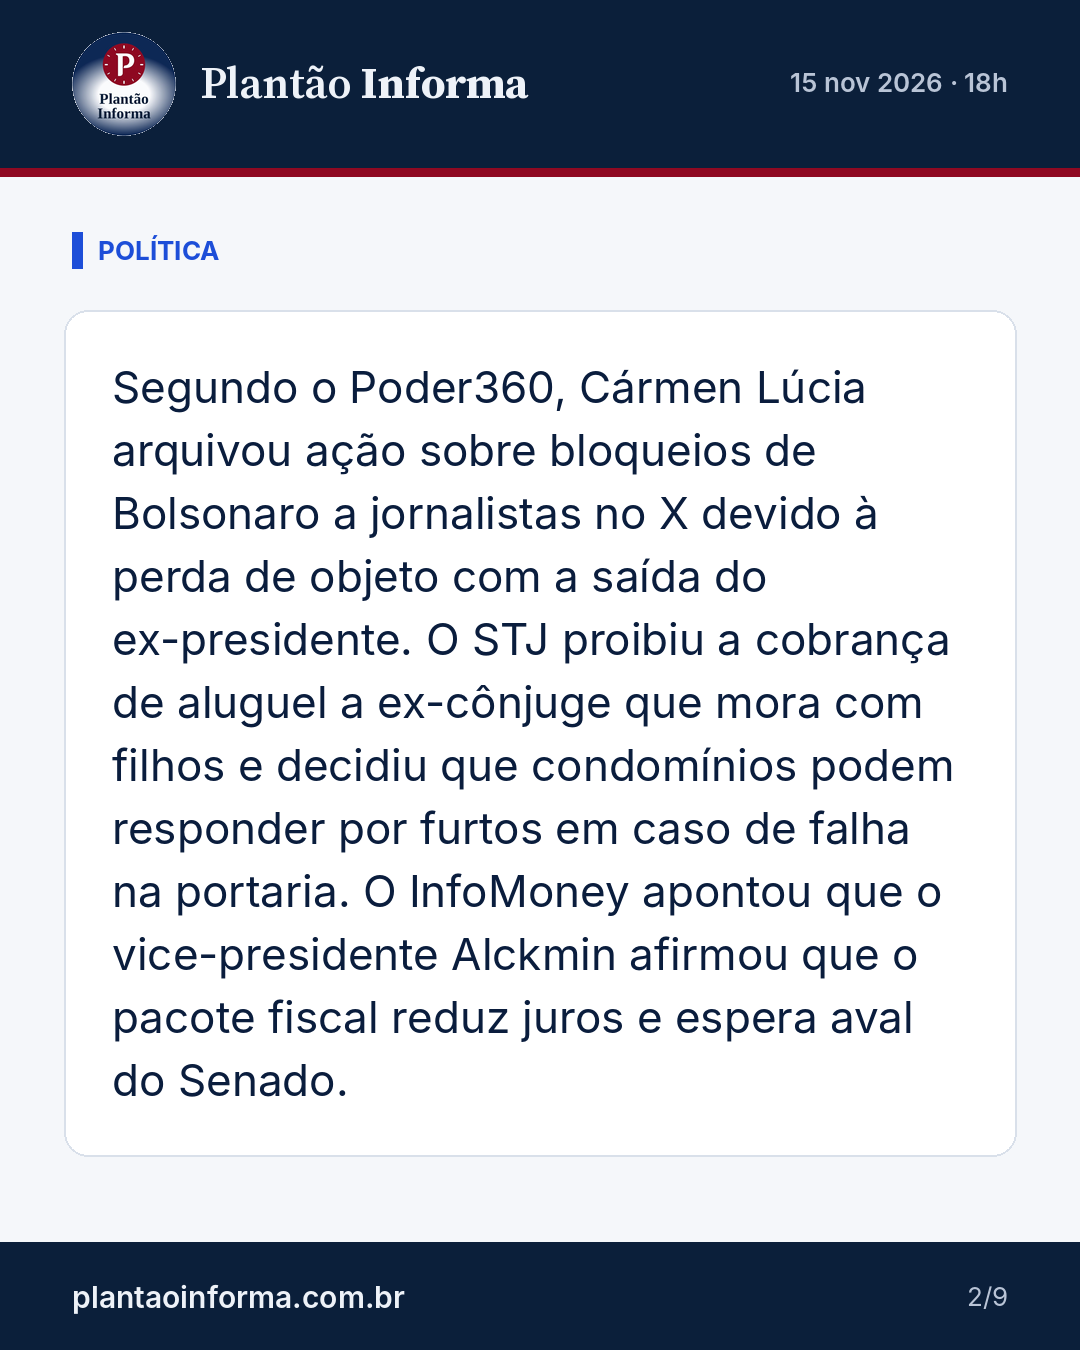 P
Plantão
Informa
Plantão Informa
15 nov 2026 · 18h
POLÍTICA
Segundo o Poder360, Cármen Lúcia
arquivou ação sobre bloqueios de
Bolsonaro a jornalistas no X devido à
perda de objeto com a saída do
ex-presidente. O STJ proibiu a cobrança
de aluguel a ex-cônjuge que mora com
filhos e decidiu que condomínios podem
responder por furtos em caso de falha
na portaria. O InfoMoney apontou que o
vice-presidente Alckmin afirmou que o
pacote fiscal reduz juros e espera aval
do Senado.
plantaoinforma.com.br
2/9